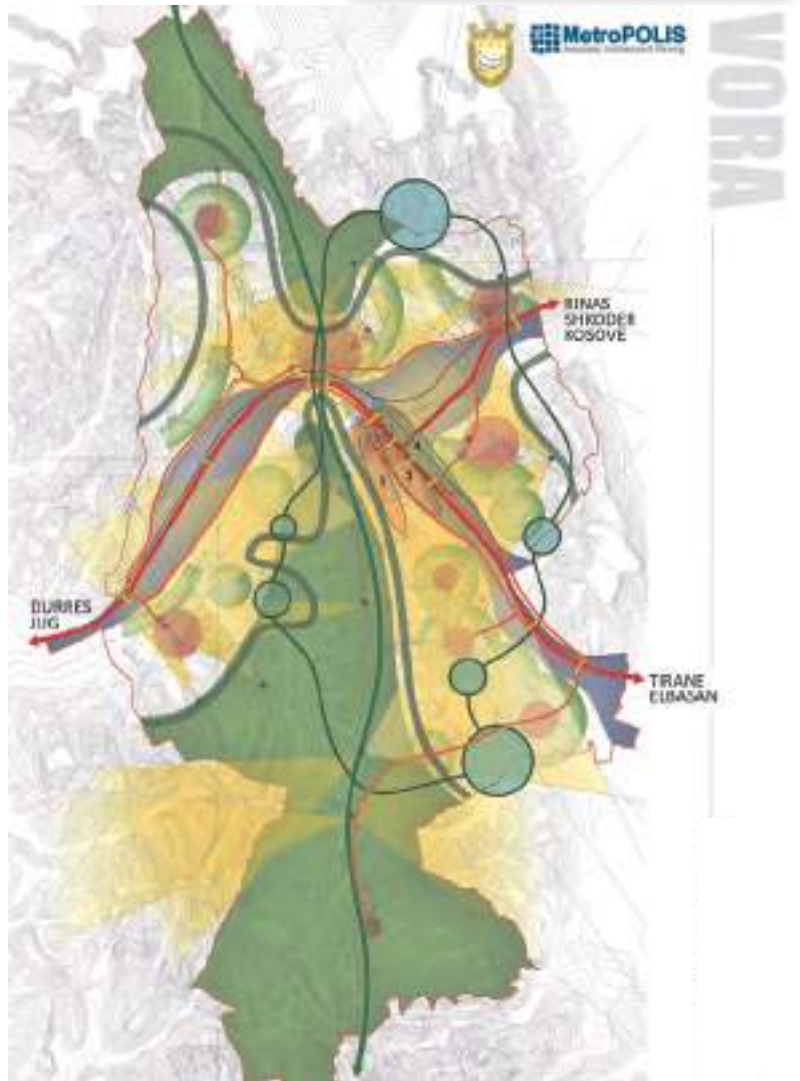 MetroPOLIS
VORA
RINAS
SHKODER
KOSOVE
DURRES
JUG
TIRANE
ELBASAN